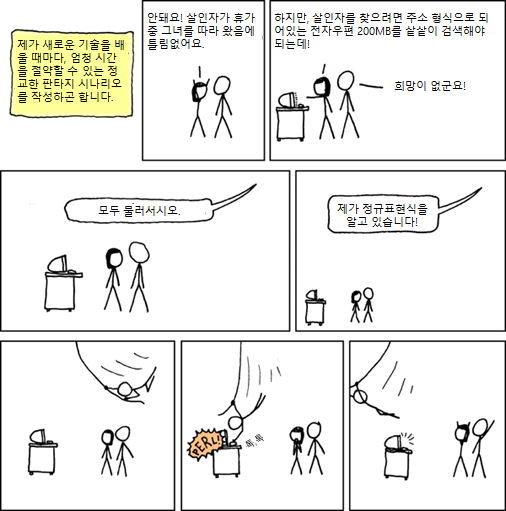 제가 새로운 기술을 배
울 때마다, 엄청 시간
을 절약할 수 있는 정
교한 판타지 시나리오
를 작성하곤 합니다.
안돼요! 살인자가 휴가
중 그녀를 따라 왔음에
틀림없어요.
하지만, 살인자를 찾으려면 주소 형식으로 되
어있는 전자우편 200MB를 샅샅이 검색해야
되는데!
희망이 없군요!
모두 물러서시오.
제가 정규표현식을
알고 있습니다!
PERL!
톡,톡